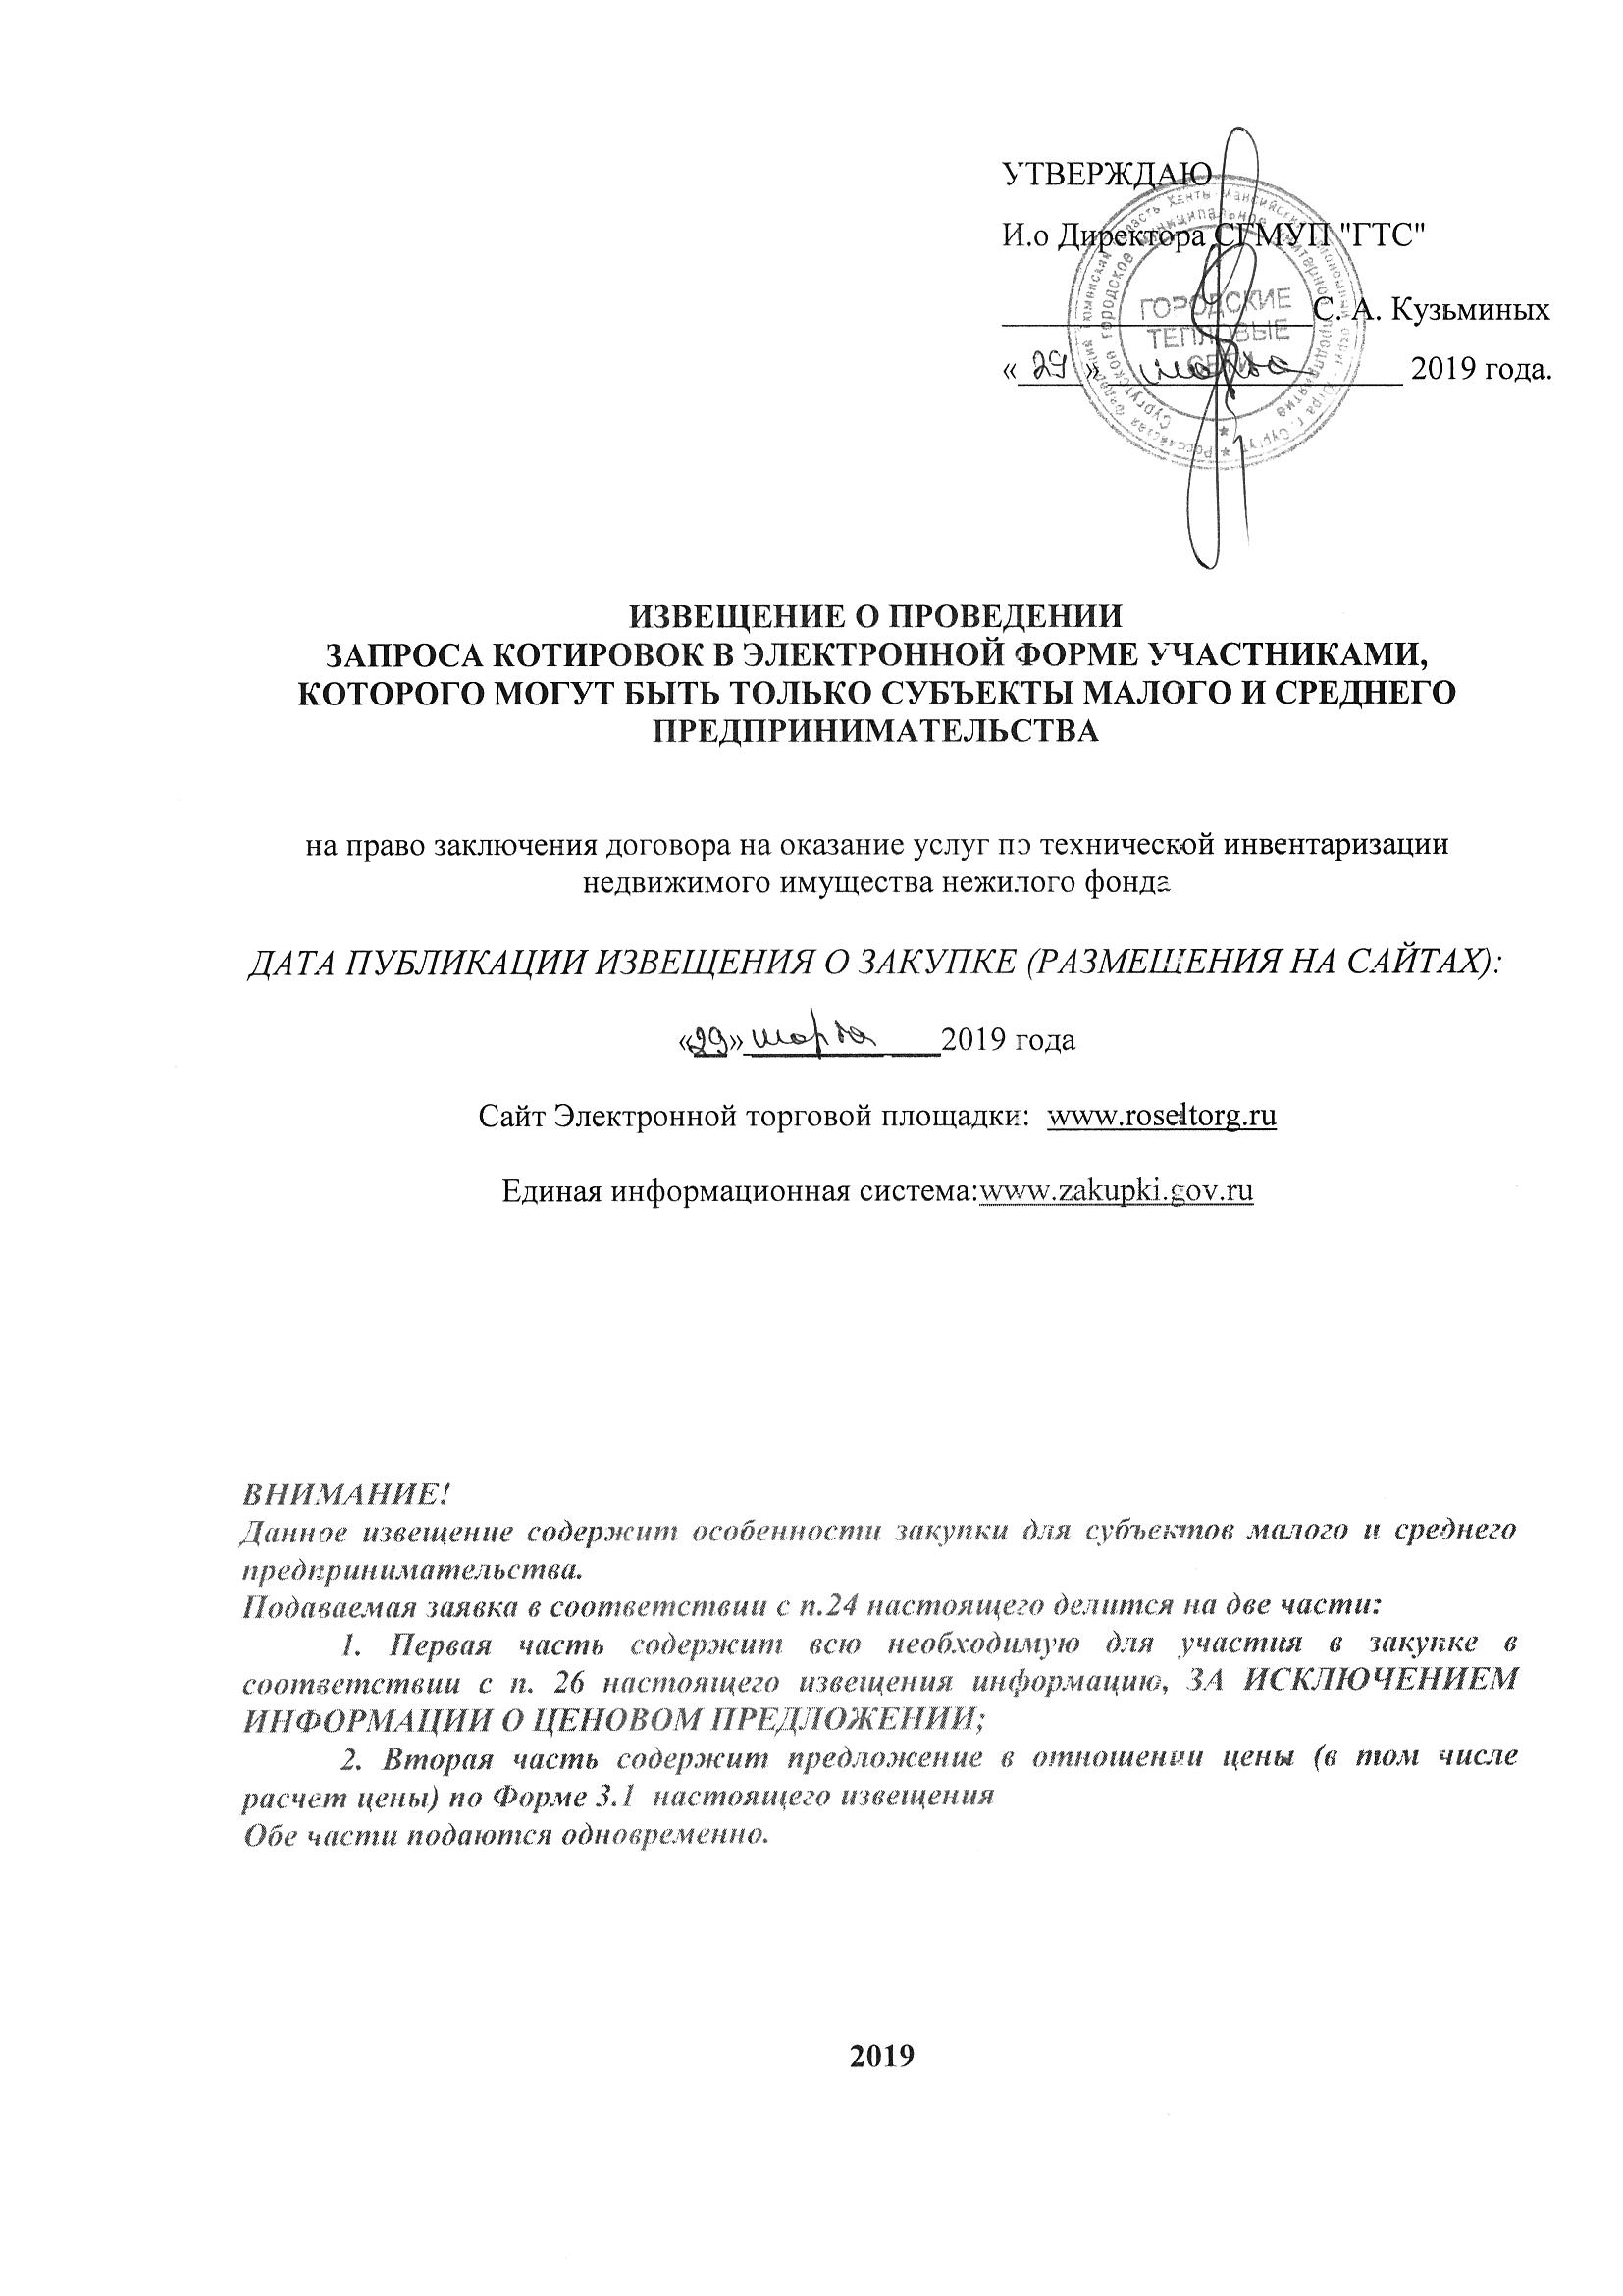 УТВЕРЖДАЮ
И.о Директора СГМУП "ГТС"
С. А. Кузьминых
« 29 » марта 2019 года.
ГОРОДСКИЕ
ТЕПЛОВЫЕ
СЕТИ
ИЗВЕЩЕНИЕ О ПРОВЕДЕНИИ
ЗАПРОСА КОТИРОВОК В ЭЛЕКТРОННОЙ ФОРМЕ УЧАСТНИКАМИ,
КОТОРОГО МОГУТ БЫТЬ ТОЛЬКО СУБЪЕКТЫ МАЛОГО И СРЕДНЕГО
ПРЕДПРИНИМАТЕЛЬСТВА
на право заключения договора на оказание услуг по технической инвентаризации
недвижимого имущества нежилого фонда
ДАТА ПУБЛИКАЦИИ ИЗВЕЩЕНИЯ О ЗАКУПКЕ (РАЗМЕЩЕНИЯ НА САЙТАХ):
«29» марта 2019 года
Сайт Электронной торговой площадки: www.roseltorg.ru
Единая информационная система:www.zakupki.gov.ru
ВНИМАНИЕ!
Данное извещение содержит особенности закупки для субъектов малого и среднего
предпринимательства.
Подаваемая заявка в соответствии с п.24 настоящего делится на две части:
1. Первая часть содержит всю необходимую для участия в закупке в
соответствии с п. 26 настоящего извещения информацию, ЗА ИСКЛЮЧЕНИЕМ
ИНФОРМАЦИИ О ЦЕНОВОМ ПРЕДЛОЖЕНИИ;
2. Вторая часть содержит предложение в отношении цены (в том числе
расчет цены) по Форме 3.1 настоящего извещения
Обе части подаются одновременно.
2019